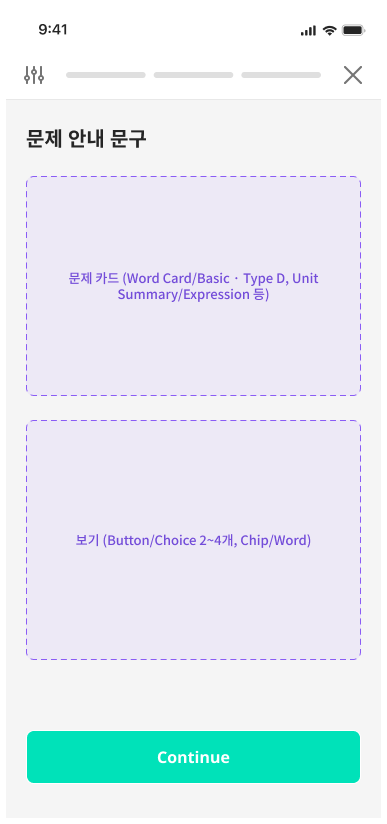 9:41
문제 안내 문구
문제 카드 (Word Card/Basic · Type D, Unit
Summary/Expression 등)
보기 (Button/Choice 2~4개, Chip/Word)
Continue